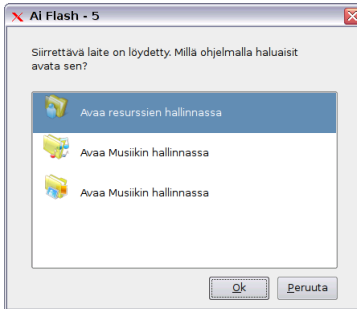 Ai Flash - 5
Siirrettävä laite on löydetty. Millä ohjelmalla haluaisit
avata sen?
Avaa resurssien hallinnassa
Avaa Musiikin hallinnassa
Avaa Musiikin hallinnassa
Ok
Peruuta